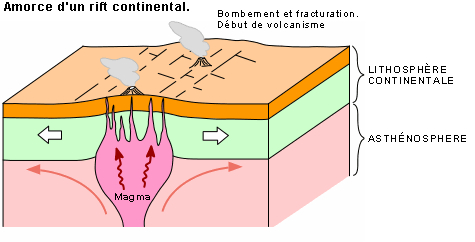 Amorce d'un rift continental.
Bombement et fracturation.
Début de volcanisme
LITHOSPHÈRE
CONTINENTALE
ASTHÉNOSPHERE
Magma